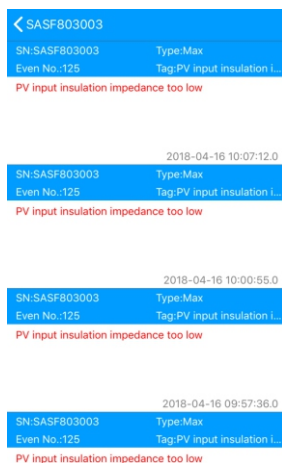 SASF803003
SN:SASF803003 Type:Max
Even No.:125 Tag:PV input insulation i...
PV input insulation impedance too low
2018-04-16 10:07:12.0
SN:SASF803003 Type:Max
Even No.:125 Tag:PV input insulation i...
PV input insulation impedance too low
2018-04-16 10:00:55.0
SN:SASF803003 Type:Max
Even No.:125 Tag:PV input insulation i...
PV input insulation impedance too low
2018-04-16 09:57:36.0
SN:SASF803003 Type:Max
Even No.:125 Tag:PV input insulation i...
PV input insulation impedance too low